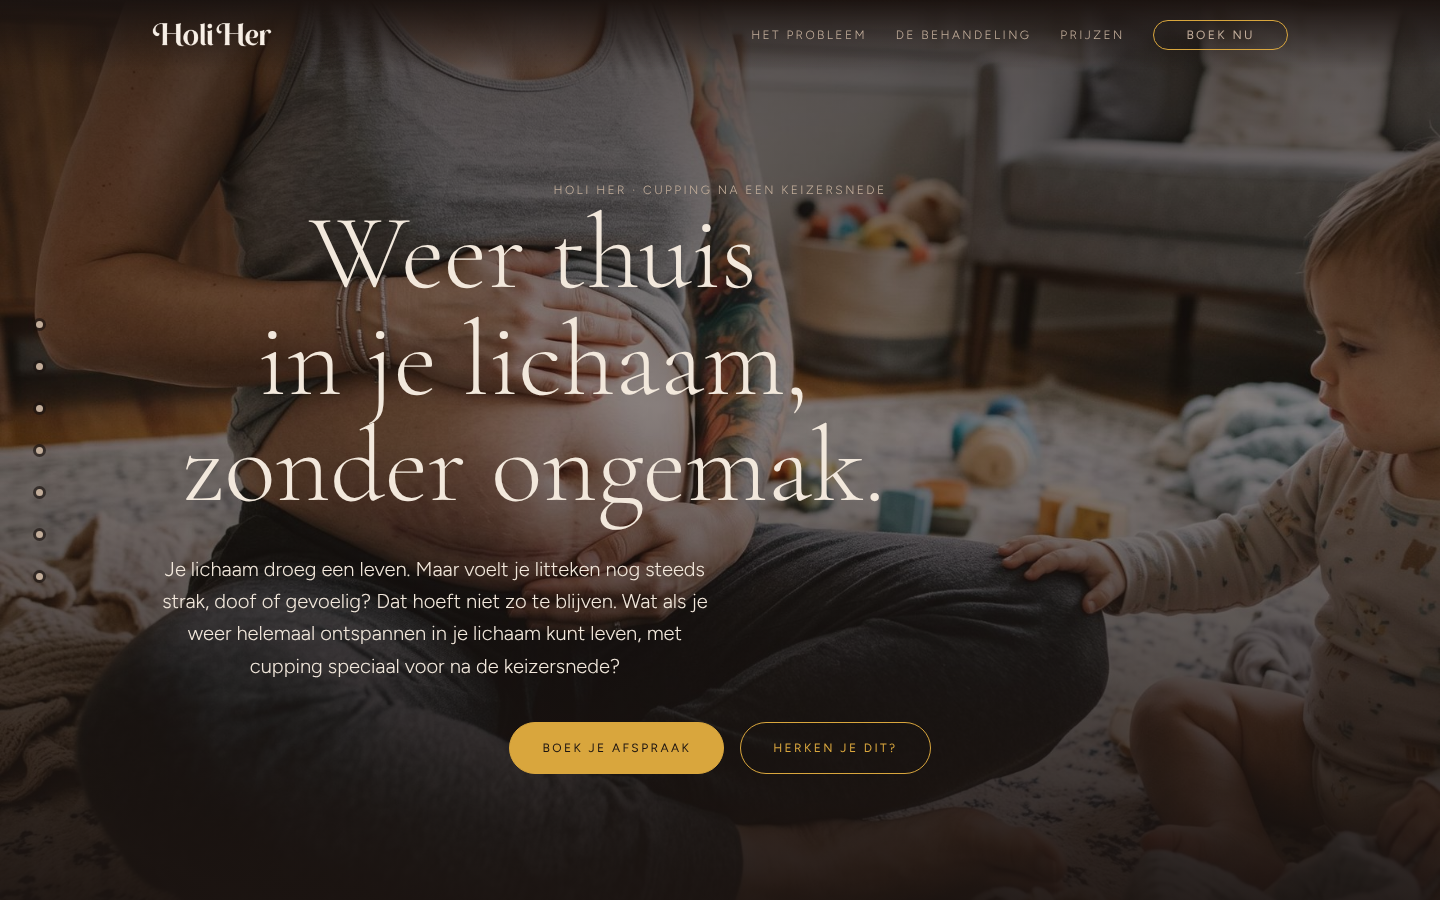 Holi Her
HET PROBLEEM
DE BEHANDELING
PRIJZEN
BOEK NU
HOLI HER · CUPPING NA EEN KEIZERSNEDE
Weer thuis
in je lichaam,
zonder ongemak.
Je lichaam droeg een leven. Maar voelt je litteken nog steeds
strak, doof of gevoelig? Dat hoeft niet zo te blijven. Wat als je
weer helemaal ontspannen in je lichaam kunt leven, met
cupping speciaal voor na de keizersnede?
BOEK JE AFSPRAAK
HERKEN JE DIT?